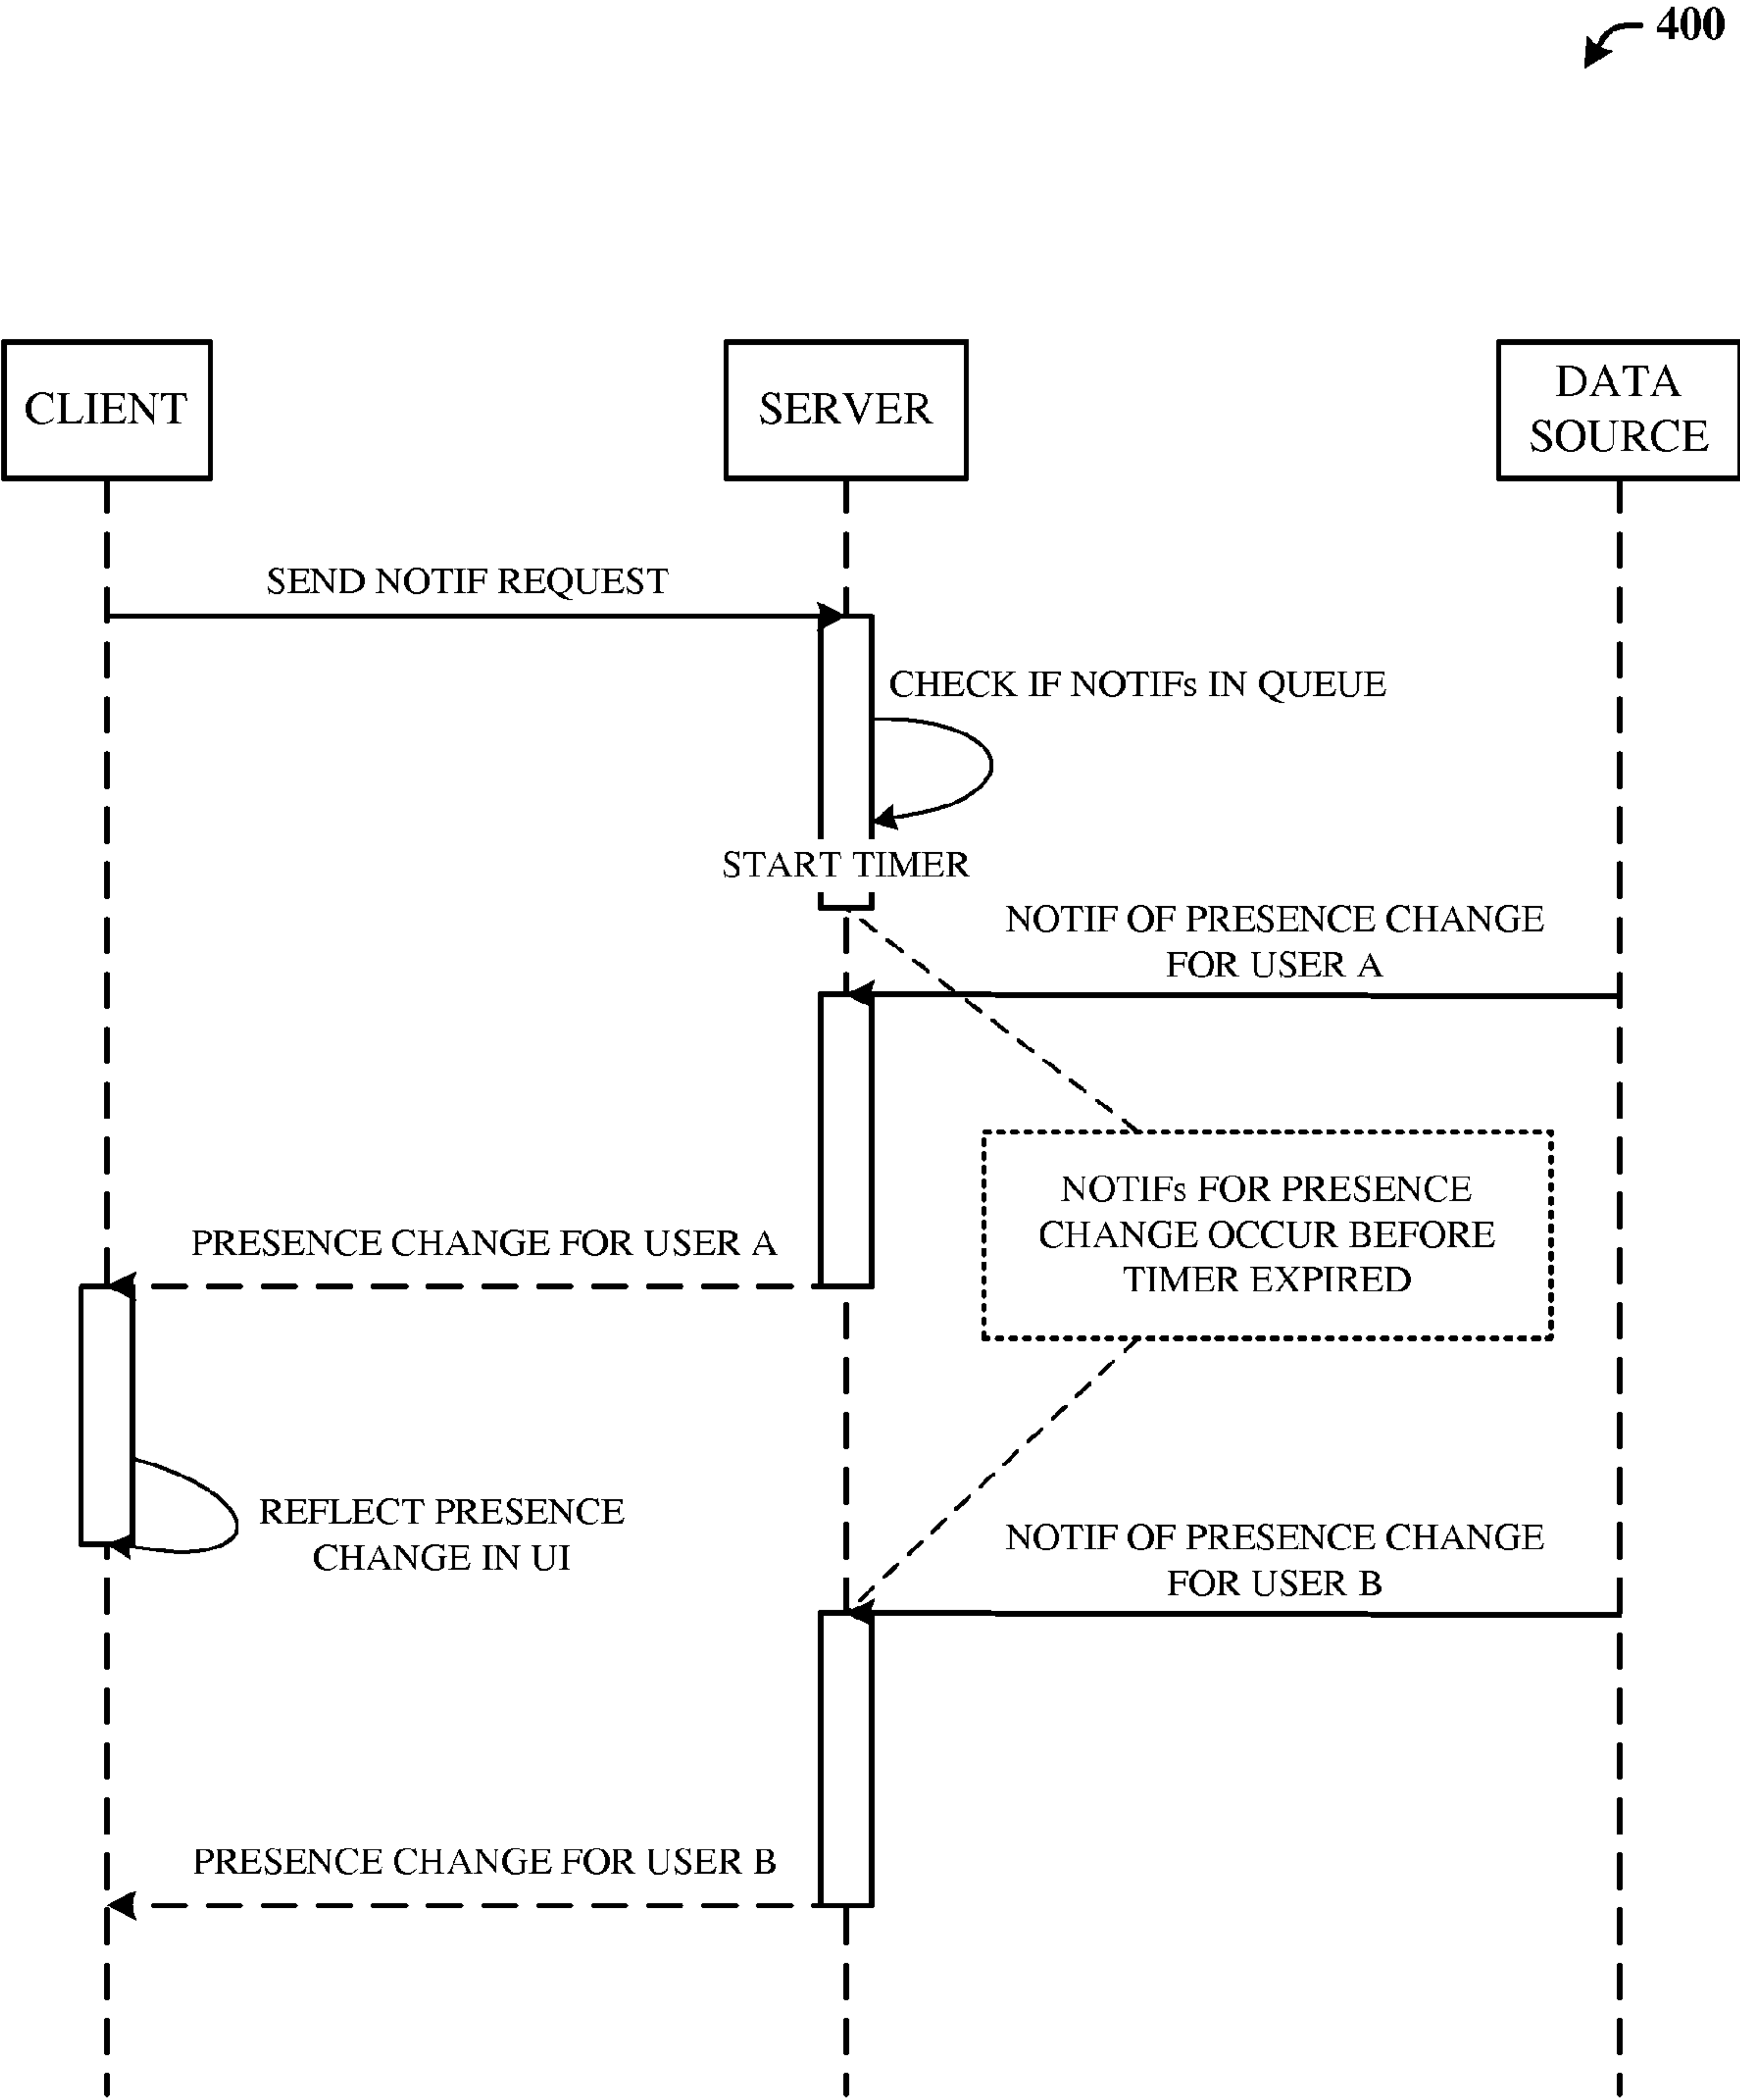 400
CLIENT
SERVER
DATA
SOURCE
SEND NOTIF REQUEST
CHECK IF NOTIFs IN QUEUE
START TIMER
NOTIF OF PRESENCE CHANGE
FOR USER A
NOTIFs FOR PRESENCE
CHANGE OCCUR BEFORE
TIMER EXPIRED
PRESENCE CHANGE FOR USER A
REFLECT PRESENCE
CHANGE IN UI
NOTIF OF PRESENCE CHANGE
FOR USER B
PRESENCE CHANGE FOR USER B